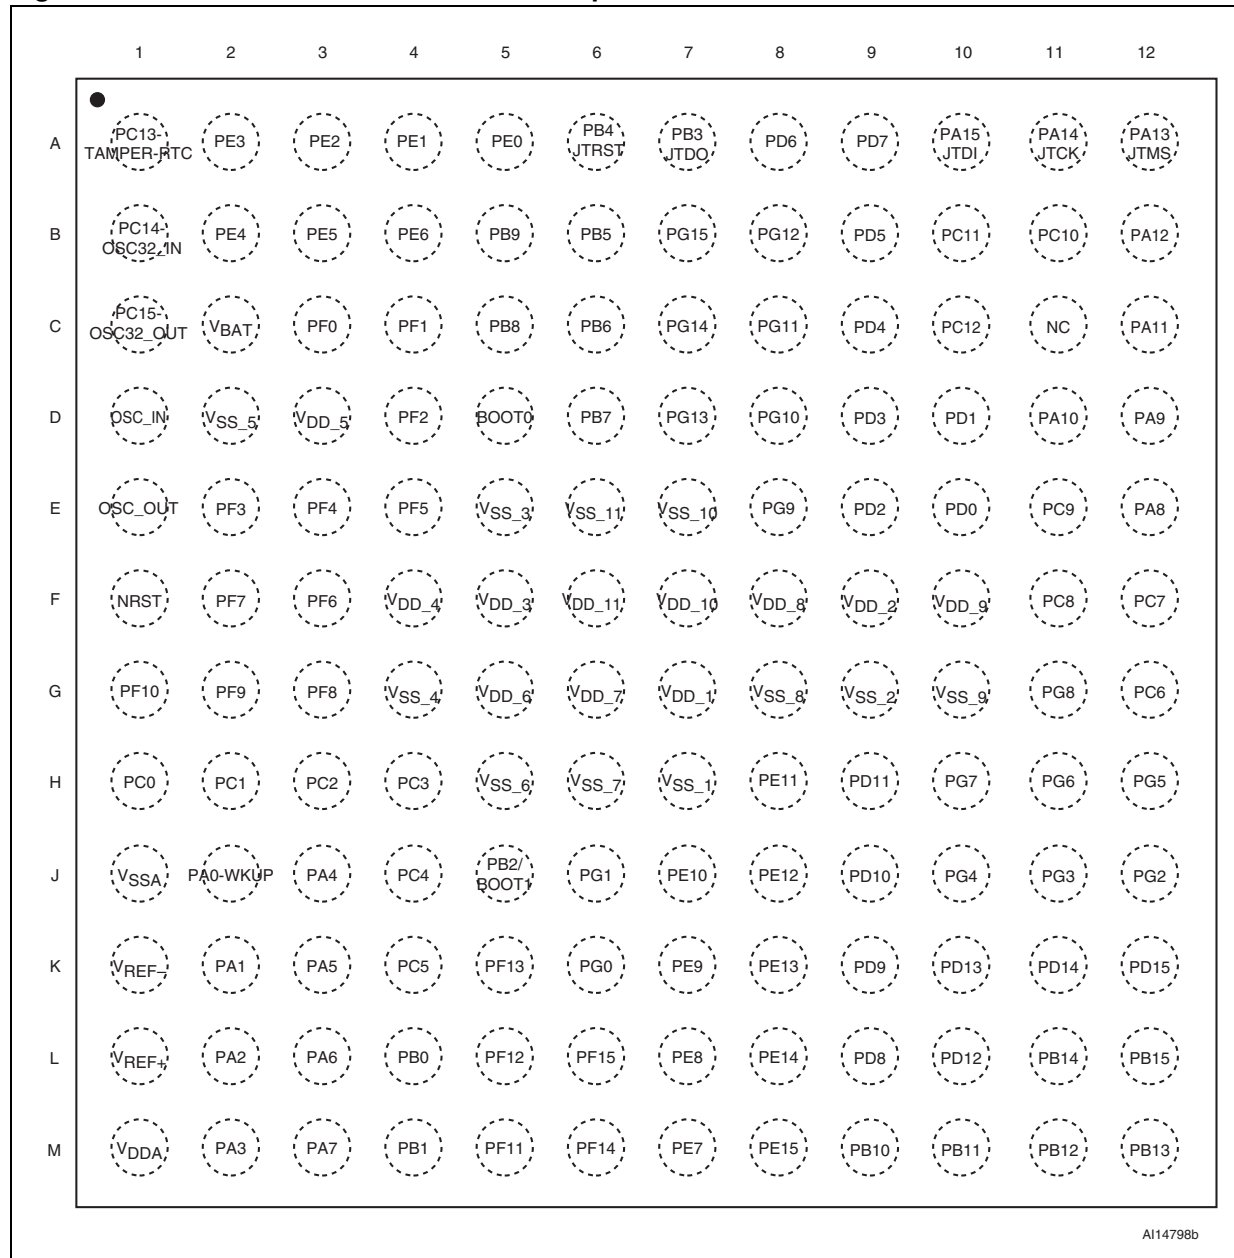 1 2 3 4 5 6 7 8 9 10 11 12
A PC13-TAMPER-RTC PE3 PE2 PE1 PE0 PB4 JTRST PB3 JTDO PD6 PD7 PA15 JTDI PA14 JTCK PA13 JTMS
B PC14-OSC32_IN PE4 PE5 PE6 PB9 PB5 PG15 PG12 PD5 PC11 PC10 PA12
C PC15-OSC32_OUT VBAT PF0 PF1 PB8 PB6 PG14 PG11 PD4 PC12 NC PA11
D OSC_IN VSS_5 VDD_5 PF2 BOOT0 PB7 PG13 PG10 PD3 PD1 PA10 PA9
E OSC_OUT PF3 PF4 PF5 VSS_3 VSS_11 VSS_10 PG9 PD2 PD0 PC9 PA8
F NRST PF7 PF6 VDD_4 VDD_3 VDD_11 VDD_10 VDD_8 VDD_2 VDD_9 PC8 PC7
G PF10 PF9 PF8 VSS_4 VDD_6 VDD_7 VDD_1 VSS_8 VSS_2 VSS_9 PG8 PC6
H PC0 PC1 PC2 PC3 VSS_6 VSS_7 VSS_1 PE11 PD11 PG7 PG6 PG5
J VSSA PA0-WKUP PA4 PC4 PB2/BOOT1 PG1 PE10 PE12 PD10 PG4 PG3 PG2
K VREF– PA1 PA5 PC5 PF13 PG0 PE9 PE13 PD9 PD13 PD14 PD15
L VREF+ PA2 PA6 PB0 PF12 PF15 PE8 PE14 PD8 PD12 PB14 PB15
M VDDA PA3 PA7 PB1 PF11 PF14 PE7 PE15 PB10 PB11 PB12 PB13
AI14798b